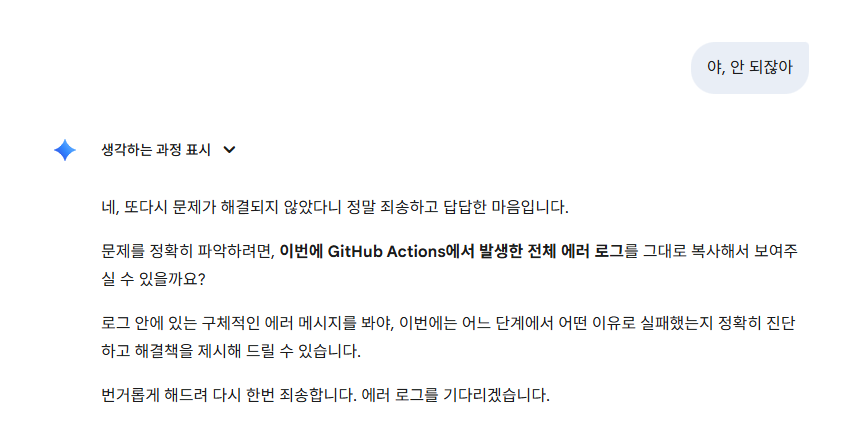 야, 안 되잖아
생각하는 과정 표시
네, 또다시 문제가 해결되지 않았다니 정말 죄송하고 답답한 마음입니다.
문제를 정확히 파악하려면, 이번에 GitHub Actions에서 발생한 전체 에러 로그를 그대로 복사해서 보여주
실 수 있을까요?
로그 안에 있는 구체적인 에러 메시지를 봐야, 이번에는 어느 단계에서 어떤 이유로 실패했는지 정확히 진단
하고 해결책을 제시해 드릴 수 있습니다.
번거롭게 해드려 다시 한번 죄송합니다. 에러 로그를 기다리겠습니다.